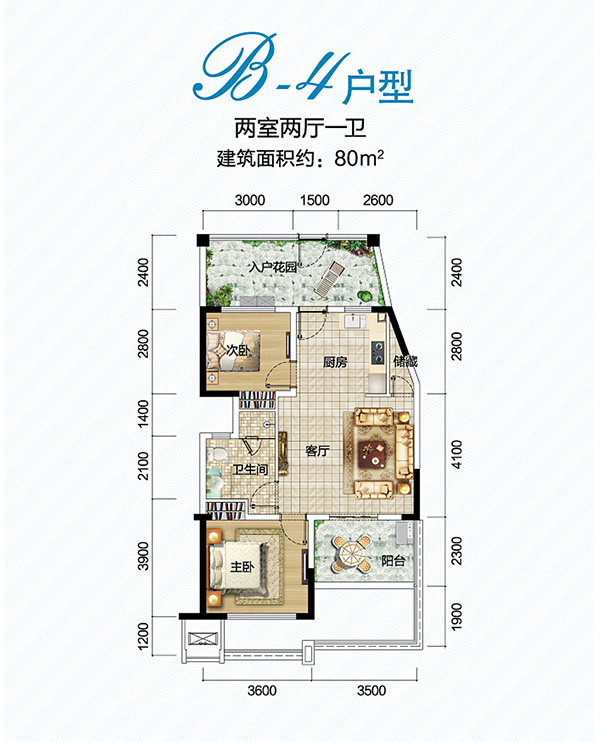 B-4户型
两室两厅一卫
建筑面积约：80m²
3000 1500 2600
2400
2400
入户花园
2800
次卧
厨房
储藏
2800
1400
客厅
4100
2100
卫生间
3900
主卧
阳台
2300
1900
1200
3600 3500